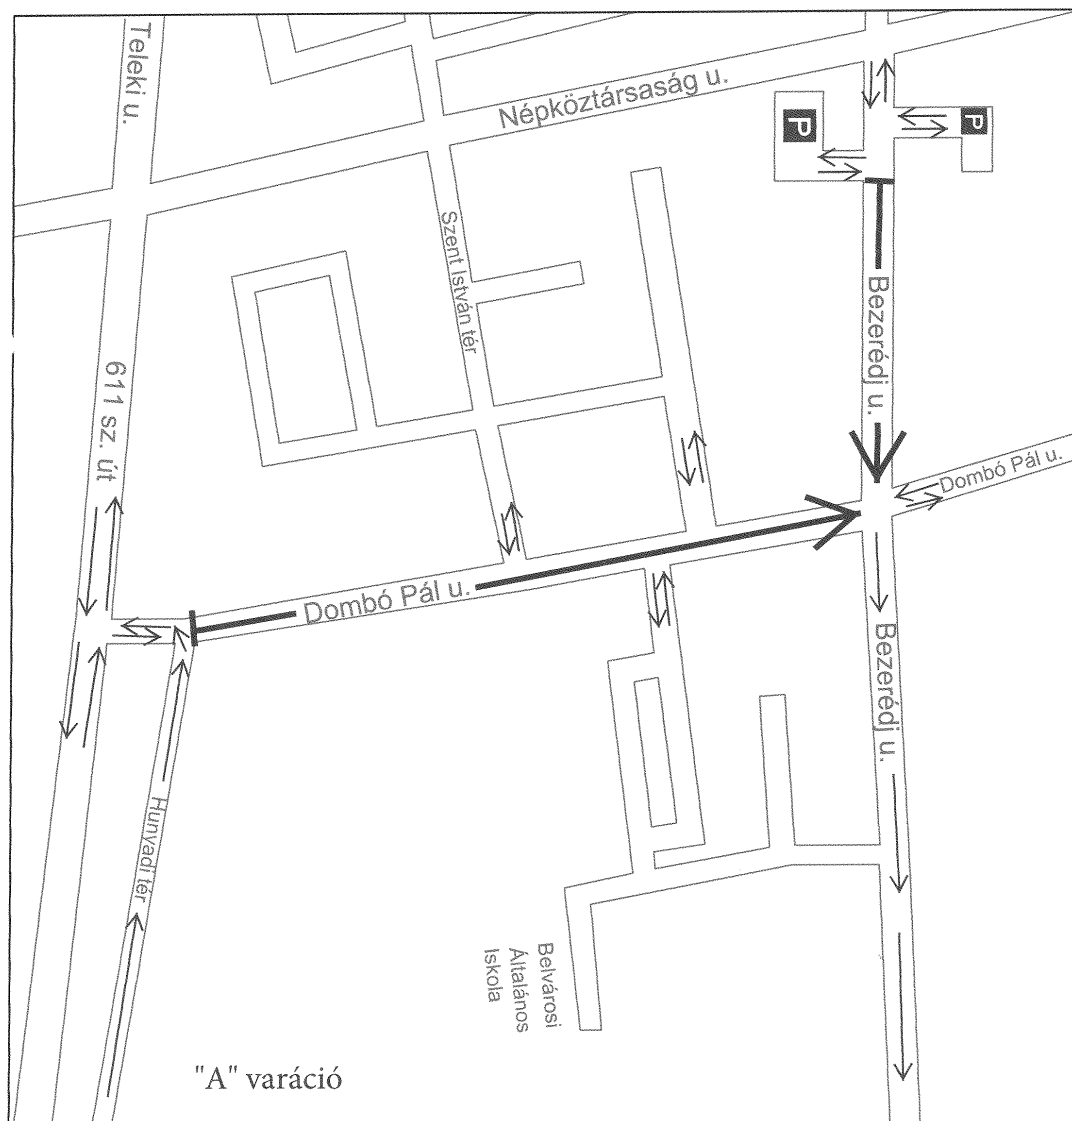 Teleki u.
Népköztársaság u.
P
P
Szent István tér
Bezerédj u.
611 sz. út
Dombó Pál u.
Dombó Pál u.
Bezerédj u.
Hunyadi tér
Belvárosi
Általános
Iskola
"A" varáció